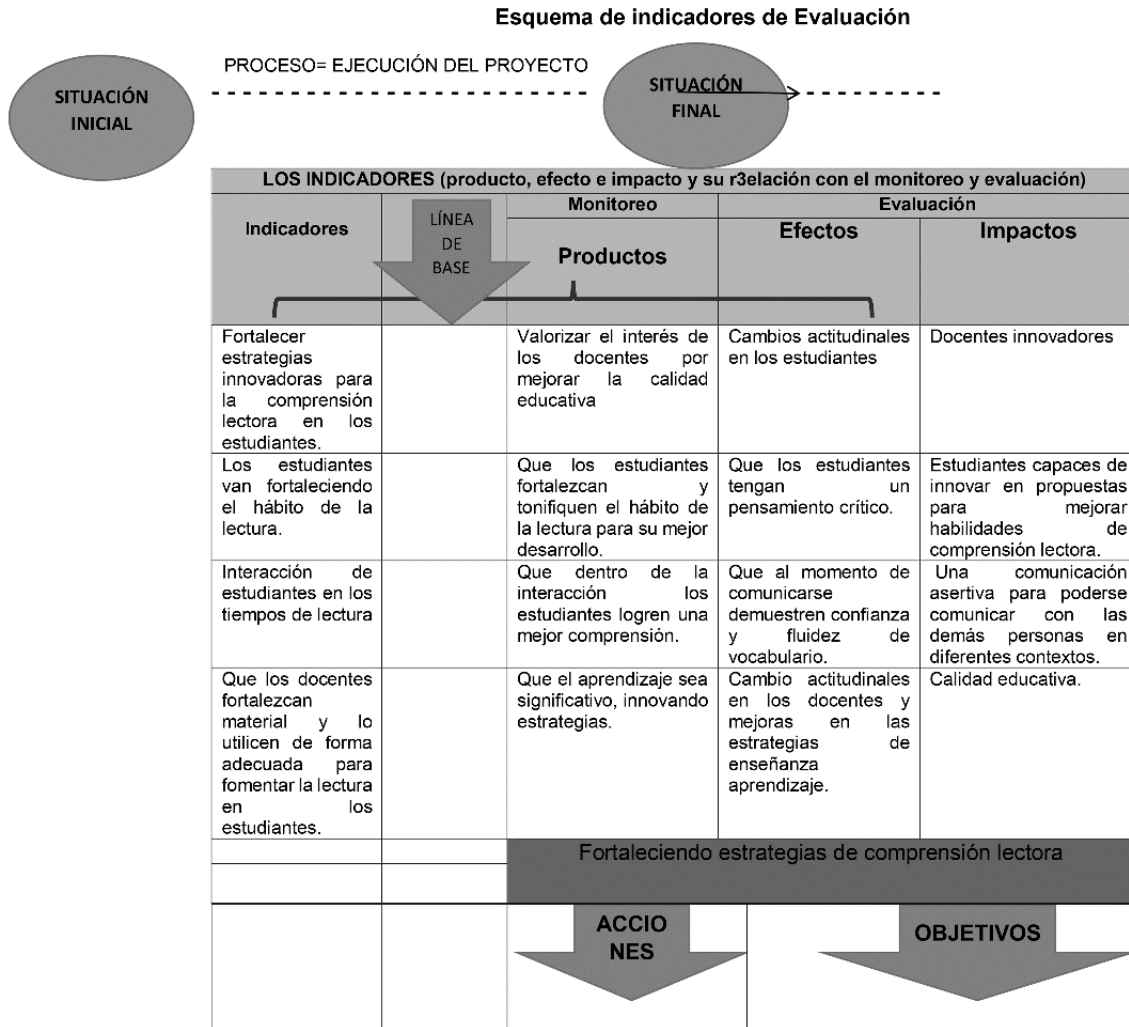 Esquema de indicadores de Evaluación
PROCESO= EJECUCIÓN DEL PROYECTO
SITUACIÓN
INICIAL
SITUACIÓN
FINAL
LOS INDICADORES (producto, efecto e impacto y su r3elación con el monitoreo y evaluación)
Indicadores
LÍNEA
DE
BASE
Monitoreo
Evaluación
Productos
Efectos
Impactos
Fortalecer
estrategias
innovadoras para
la comprensión
lectora en los
estudiantes.
Valorizar el interés de
los docentes por
mejorar la calidad
educativa
Cambios actitudinales
en los estudiantes
Docentes innovadores
Los estudiantes
van fortaleciendo
el hábito de la
lectura.
Que los estudiantes
fortalezcan y
tonifiquen el hábito de
la lectura para su mejor
desarrollo.
Que los estudiantes
tengan un
pensamiento crítico.
Estudiantes capaces de
innovar en propuestas
para mejorar
habilidades de
comprensión lectora.
Interacción de
estudiantes en los
tiempos de lectura
Que dentro de la
interacción los
estudiantes logren una
mejor comprensión.
Que al momento de
comunicarse
demuestren confianza
y fluidez de
vocabulario.
Una comunicación
asertiva para poderse
comunicar con las
demás personas en
diferentes contextos.
Que los docentes
fortalezcan
material y lo
utilicen de forma
adecuada para
fomentar la lectura
en los
estudiantes.
Que el aprendizaje sea
significativo, innovando
estrategias.
Cambio actitudinales
en los docentes y
mejoras en las
estrategias de
enseñanza
aprendizaje.
Calidad educativa.
Fortaleciendo estrategias de comprensión lectora
ACCIO
NES
OBJETIVOS